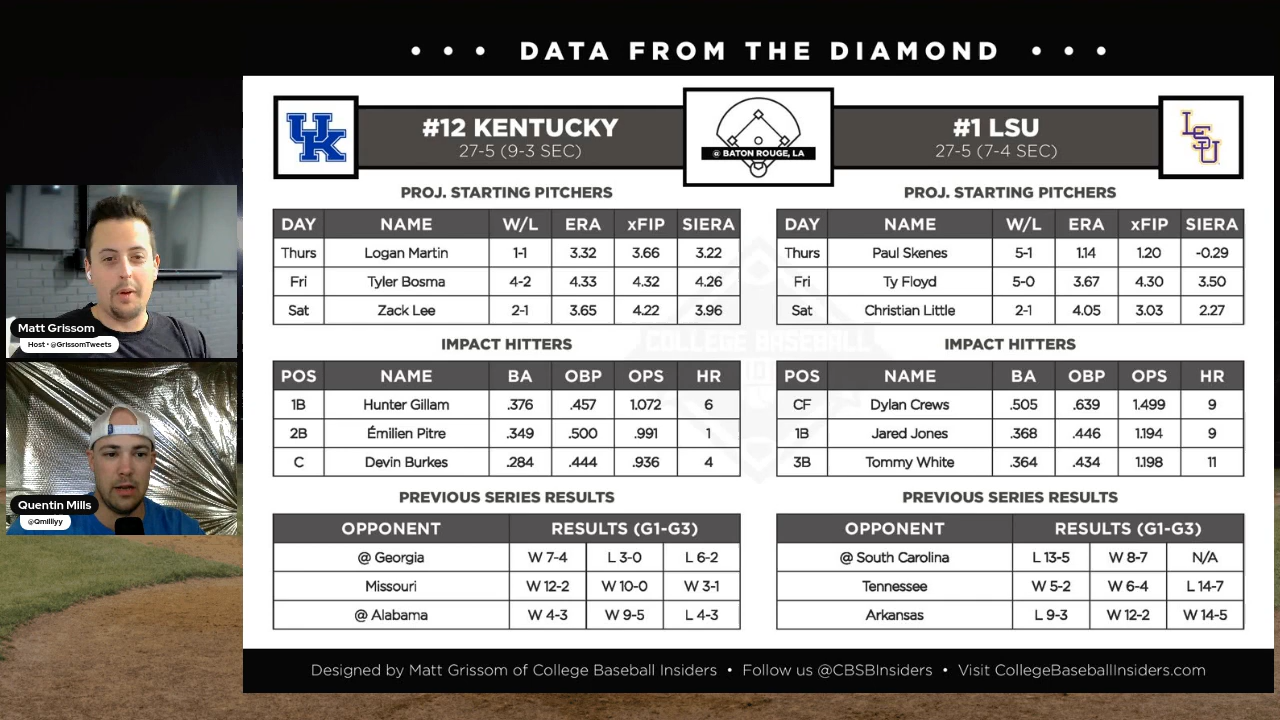 • • • DATA FROM THE DIAMOND • • •
#12 KENTUCKY
27-5 (9-3 SEC)
@ BATON ROUGE, LA
#1 LSU
27-5 (7-4 SEC)
LSU
PROJ. STARTING PITCHERS
DAY NAME W/L ERA xFIP SIERA
Thurs Logan Martin 1-1 3.32 3.66 3.22
Fri Tyler Bosma 4-2 4.33 4.32 4.26
Sat Zack Lee 2-1 3.65 4.22 3.96
IMPACT HITTERS
POS NAME BA OBP OPS HR
1B Hunter Gillam .376 .457 1.072 6
2B Émilien Pitre .349 .500 .991 1
C Devin Burkes .284 .444 .936 4
PREVIOUS SERIES RESULTS
OPPONENT RESULTS (G1-G3)
@ Georgia W 7-4 L 3-0 L 6-2
Missouri W 12-2 W 10-0 W 3-1
@ Alabama W 4-3 W 9-5 L 4-3
PROJ. STARTING PITCHERS
DAY NAME W/L ERA xFIP SIERA
Thurs Paul Skenes 5-1 1.14 1.20 -0.29
Fri Ty Floyd 5-0 3.67 4.30 3.50
Sat Christian Little 2-1 4.05 3.03 2.27
IMPACT HITTERS
POS NAME BA OBP OPS HR
CF Dylan Crews .505 .639 1.499 9
1B Jared Jones .368 .446 1.194 9
3B Tommy White .364 .434 1.198 11
PREVIOUS SERIES RESULTS
OPPONENT RESULTS (G1-G3)
@ South Carolina L 13-5 W 8-7 N/A
Tennessee W 5-2 W 6-4 L 14-7
Arkansas L 9-3 W 12-2 W 14-5
COLLEGE BASEBALL
Matt Grissom
Host • @GrissomTweets
Quentin Mills
@Qmillyy
Designed by Matt Grissom of College Baseball Insiders • Follow us @CBSBInsiders • Visit CollegeBaseballInsiders.com